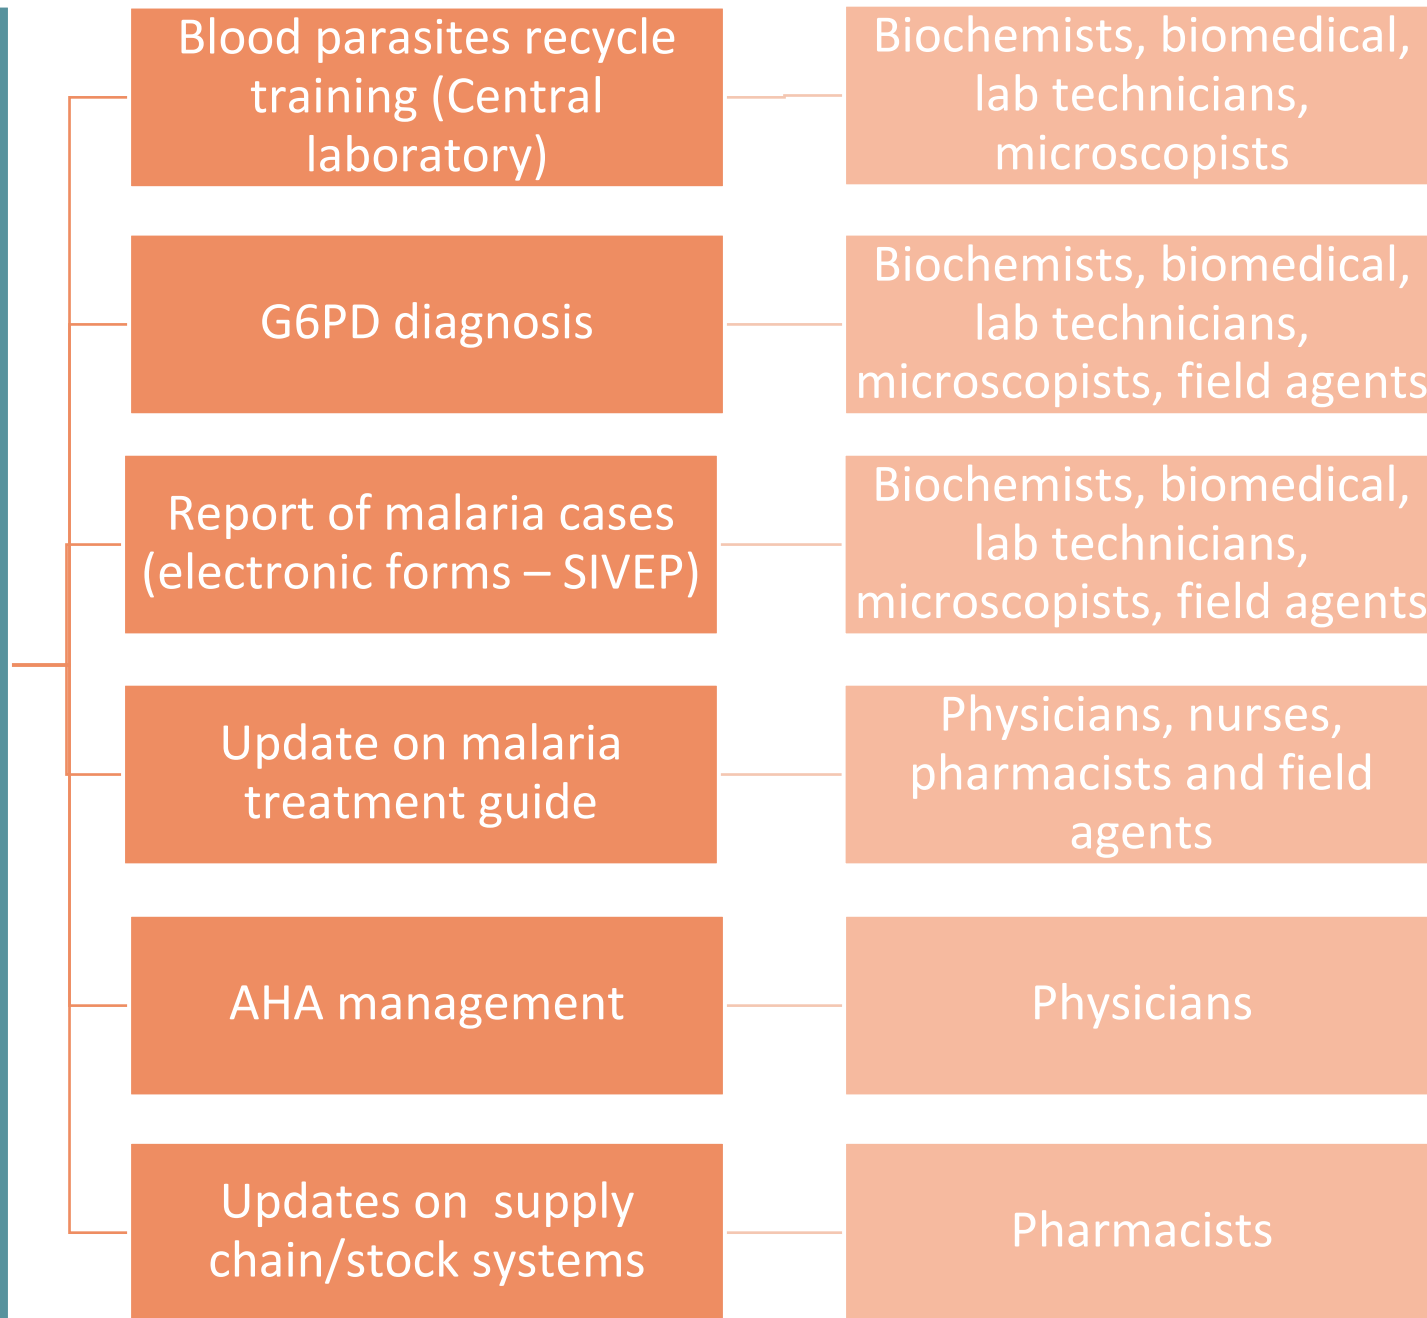 Blood parasites recycle
training (Central
laboratory)
Biochemists, biomedical,
lab technicians,
microscopists
G6PD diagnosis
Biochemists, biomedical,
lab technicians,
microscopists, field agents
Report of malaria cases
(electronic forms – SIVEP)
Biochemists, biomedical,
lab technicians,
microscopists, field agents
Update on malaria
treatment guide
Physicians, nurses,
pharmacists and field
agents
AHA management
Physicians
Updates on  supply
chain/stock systems
Pharmacists